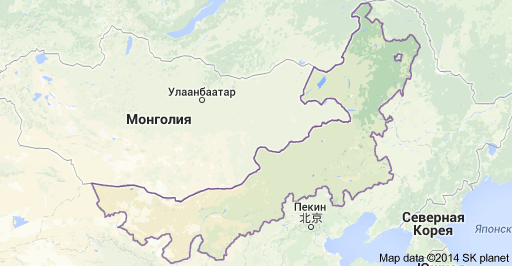 Улаанбаатар
Монголия
Пекин
北京
Северная
Корея
Японск
Map data ©2014 SK planet